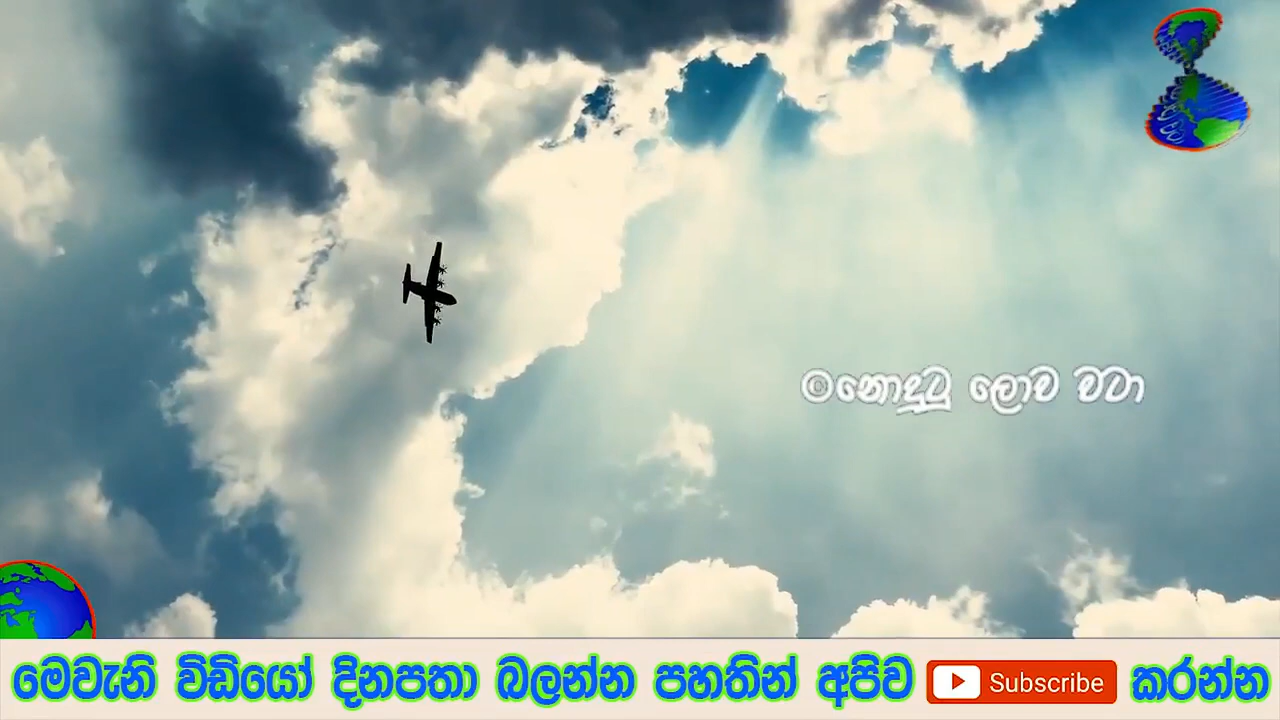 ©නොදුටු ලොව වටා
මෙවැනි විඩියෝ දිනපතා බලන්න පහතින් අපිව Subscribe කරන්න